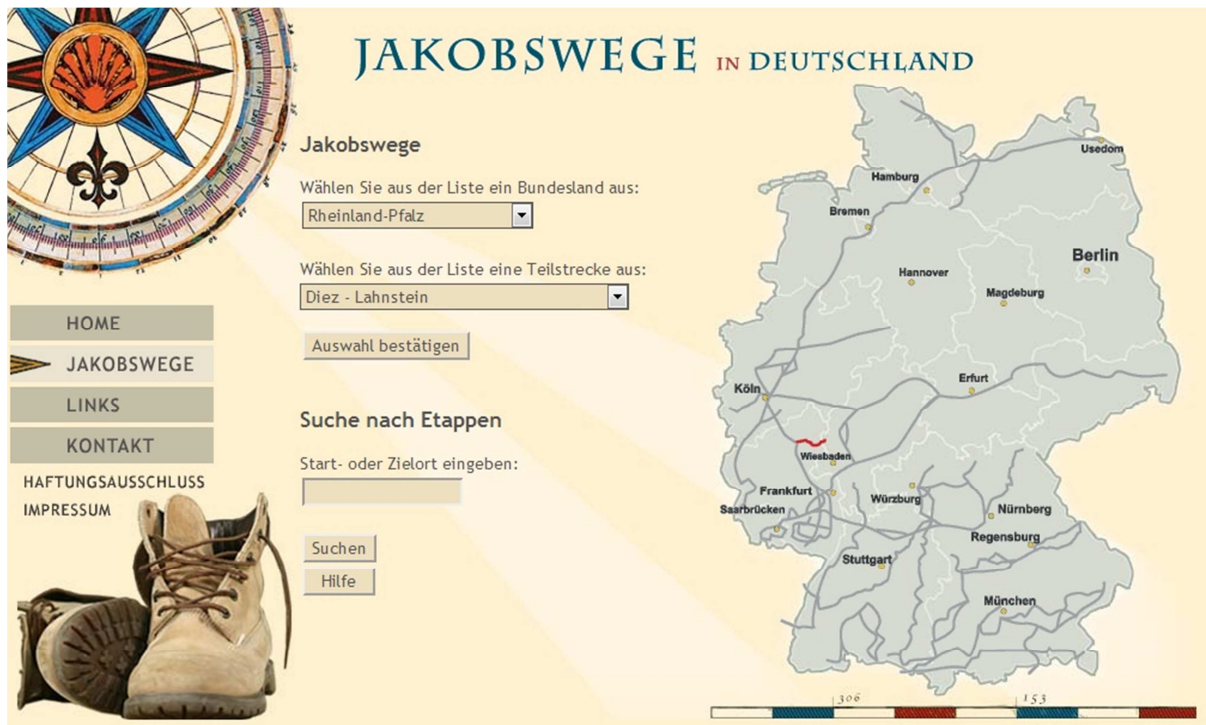 JAKOBSWEGE IN DEUTSCHLAND
Jakobswege
Wählen Sie aus der Liste ein Bundesland aus:
Rheinland-Pfalz
Wählen Sie aus der Liste eine Teilstrecke aus:
Diez - Lahnstein
Auswahl bestätigen
Suche nach Etappen
Start- oder Zielort eingeben:
Suchen
Hilfe
HOME
JAKOBSWEGE
LINKS
KONTAKT
HAFTUNGSAUSSCHLUSS
IMPRESSUM
Usedom
Hamburg
Bremen
Berlin
Hannover
Magdeburg
Erfurt
Köln
Wiesbaden
Frankfurt
Würzburg
Saarbrücken
Nürnberg
Regensburg
Stuttgart
München
306
153